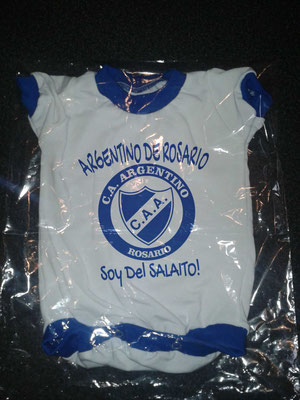 ARGENTINO DE ROSARIO
C.A. ARGENTINO
C.A.A.
ROSARIO
Soy Del SALAITO!